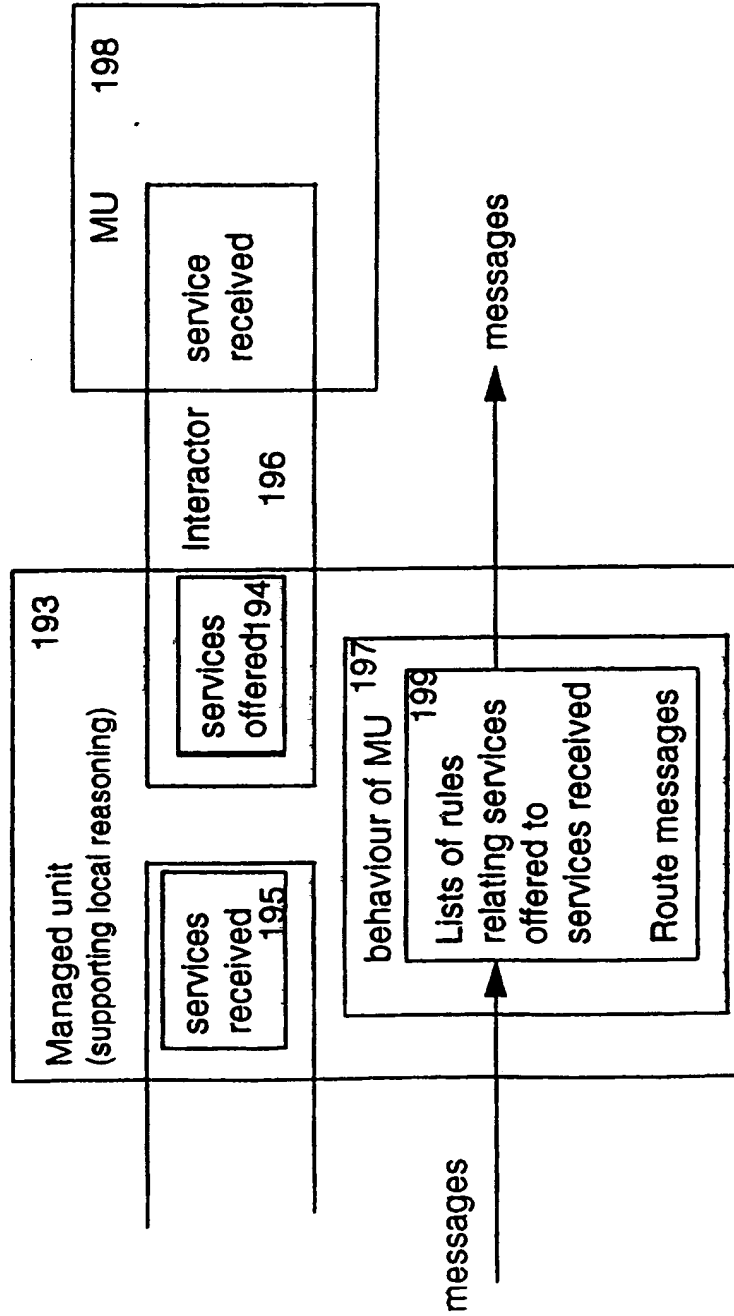 Managed unit
(supporting local reasoning)
193
services
received
195
services
offered
194
Interactor
196
MU
198
service
received
behaviour of MU
197
199
Lists of rules
relating services
offered to
services received
Route messages
messages
messages